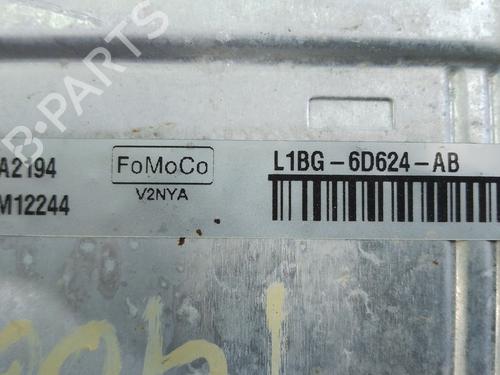 B-PARTS
A2194
M12244
FoMoCo
V2NYA
L1BG-6D624-AB